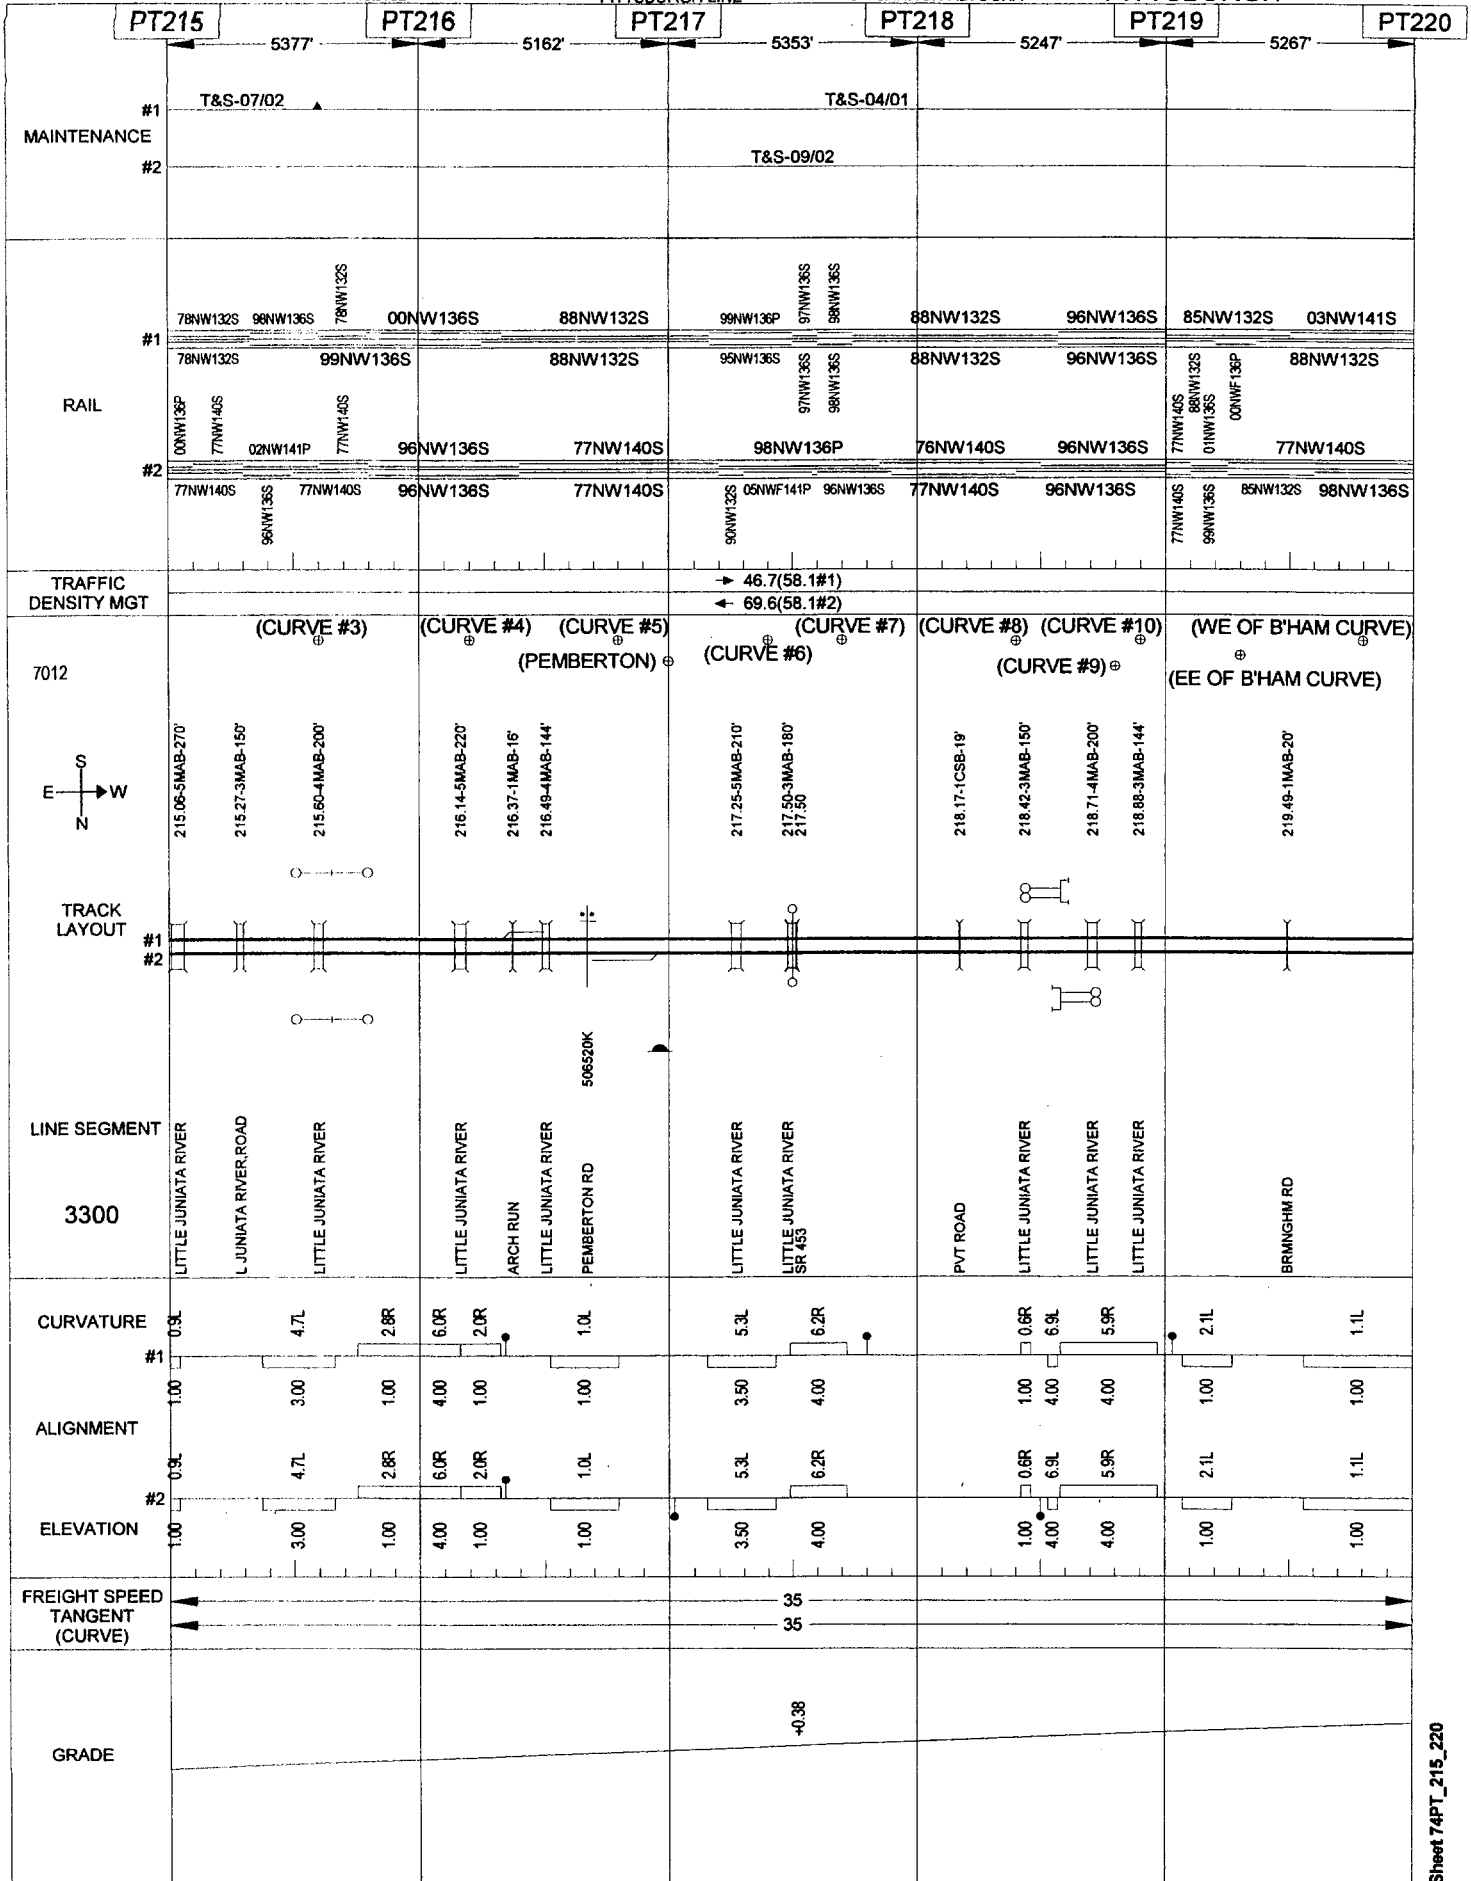 PT215 PT216 PT217 PT218 PT219 PT220
5377' 5162' 5353' 5247' 5267'
T&S-07/02 T&S-04/01
#1
MAINTENANCE
T&S-09/02
#2
78NW132S 97NW136S 98NW136S
78NW132S 98NW136S 00NW136S 88NW132S 99NW136P 88NW132S 96NW136S 85NW132S 03NW141S
#1
78NW132S 99NW136S 88NW132S 95NW136S 88NW132S 96NW136S 88NW132S
97NW136S 98NW136S
RAIL
00NW136P 77NW140S 77NW140S 77NW140S 88NW132S 01NW136S 00NWF136P
02NW141P 96NW136S 77NW140S 98NW136P 76NW140S 96NW136S 77NW140S
#2
77NW140S 77NW140S 96NW136S 77NW140S 05NWF141P 96NW136S 77NW140S 96NW136S 85NW132S 98NW136S
96NW136S 90NW132S 77NW140S 99NW136S
TRAFFIC
DENSITY MGT
46.7(58.1#1)
69.6(58.1#2)
(CURVE #3) (CURVE #4) (CURVE #5) (CURVE #7) (CURVE #8) (CURVE #10) (WE OF B'HAM CURVE)
(PEMBERTON) (CURVE #6) (CURVE #9) (EE OF B'HAM CURVE)
7012
S
E W
N
215.06-5MAB-270'
215.27-3MAB-150'
215.60-4MAB-200'
216.14-5MAB-220'
216.37-1MAB-16'
216.49-4MAB-144'
217.25-5MAB-210'
217.50-3MAB-180'
217.50
218.17-1CSB-19'
218.42-3MAB-150'
218.71-4MAB-200'
218.88-3MAB-144'
219.49-1MAB-20'
TRACK
LAYOUT
#1
#2
506520K
LINE SEGMENT
3300
LITTLE JUNIATA RIVER
L JUNIATA RIVER,ROAD
LITTLE JUNIATA RIVER
LITTLE JUNIATA RIVER
ARCH RUN
LITTLE JUNIATA RIVER
PEMBERTON RD
LITTLE JUNIATA RIVER
LITTLE JUNIATA RIVER
SR 453
PVT ROAD
LITTLE JUNIATA RIVER
LITTLE JUNIATA RIVER
LITTLE JUNIATA RIVER
BRMNGHM RD
CURVATURE
0.9L 4.7L 2.8R 6.0R 2.0R 1.0L 5.3L 6.2R 0.6R 6.9L 5.9R 2.1L 1.1L
#1
1.00 3.00 1.00 4.00 1.00 1.00 3.50 4.00 1.00 4.00 4.00 1.00 1.00
ALIGNMENT
0.9L 4.7L 2.8R 6.0R 2.0R 1.0L 5.3L 6.2R 0.6R 6.9L 5.9R 2.1L 1.1L
#2
ELEVATION
1.00 3.00 1.00 4.00 1.00 1.00 3.50 4.00 1.00 4.00 4.00 1.00 1.00
FREIGHT SPEED
TANGENT
(CURVE)
35
35
+0.38
GRADE
Sheet 74PT_215_220